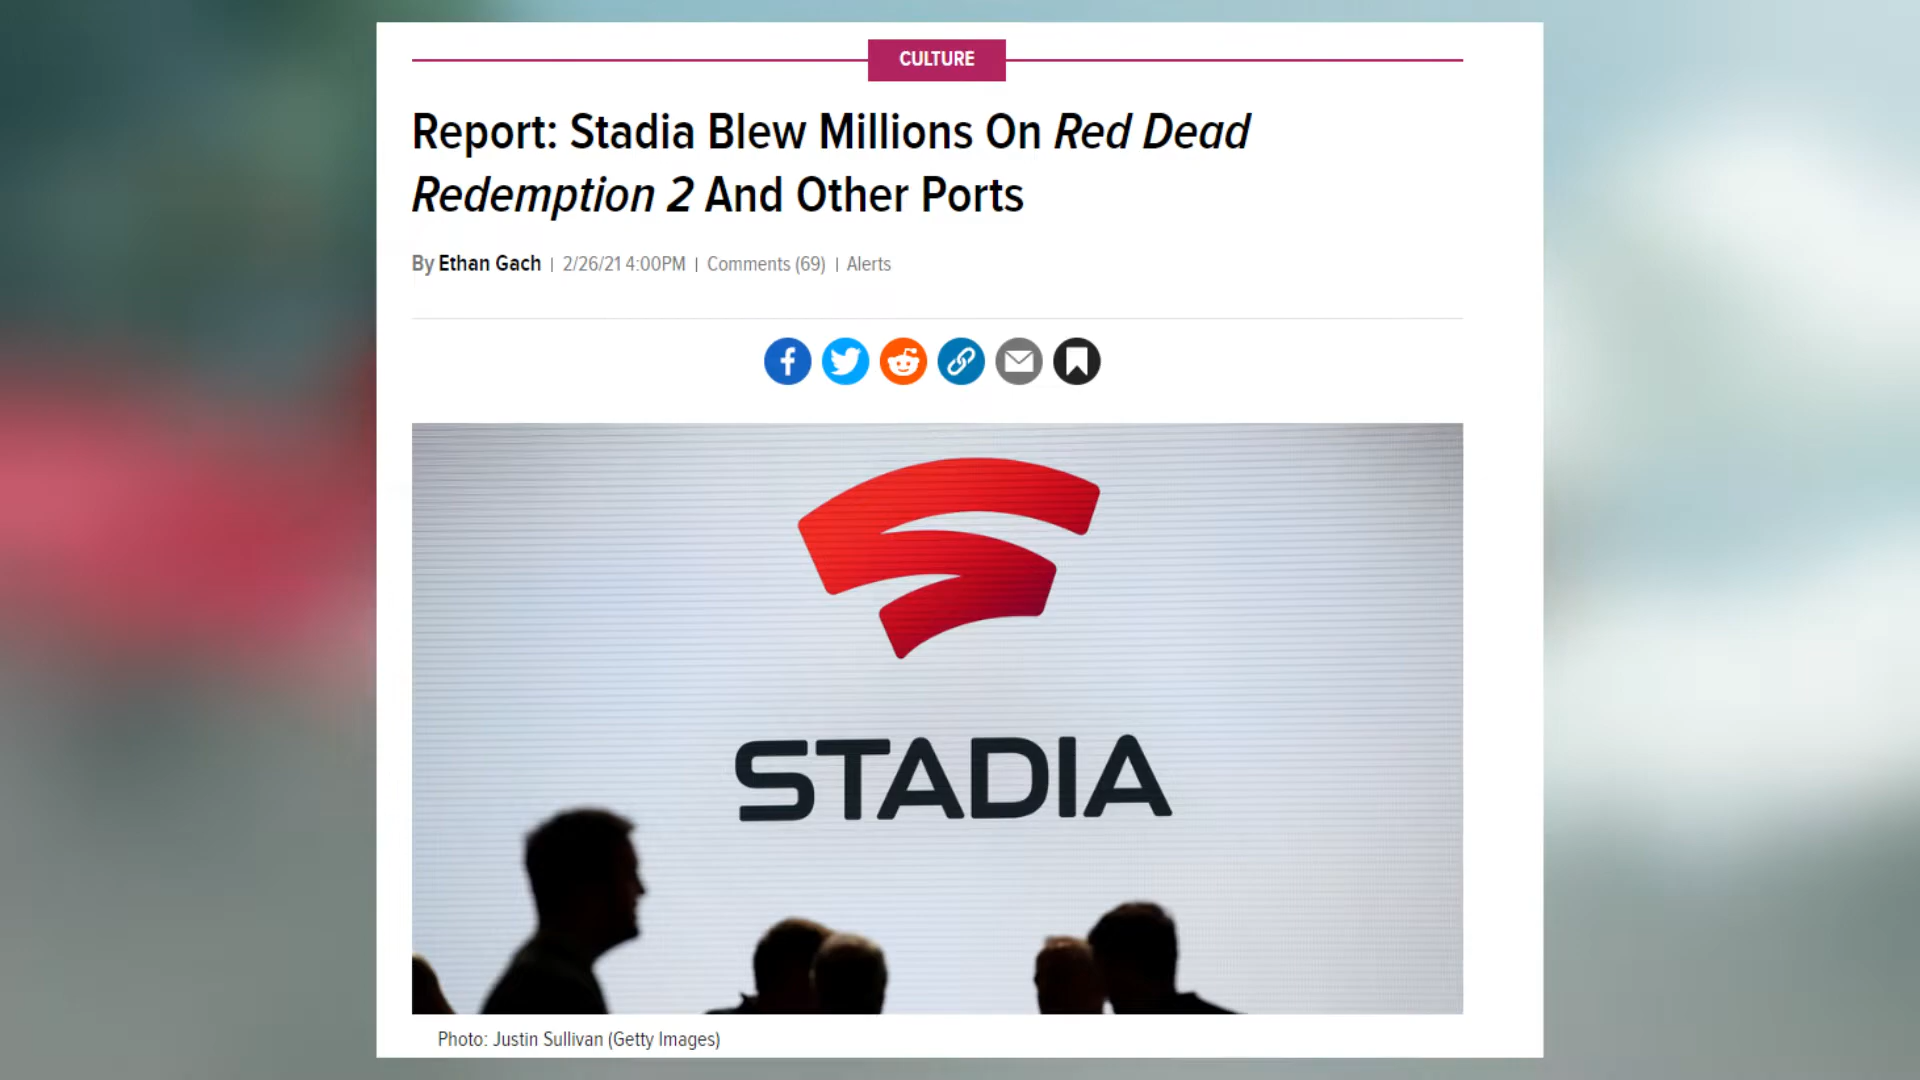 CULTURE
Report: Stadia Blew Millions On Red Dead
Redemption 2 And Other Ports
By Ethan Gach | 2/26/21 4:00PM | Comments (69) | Alerts
STADIA
Photo: Justin Sullivan (Getty Images)